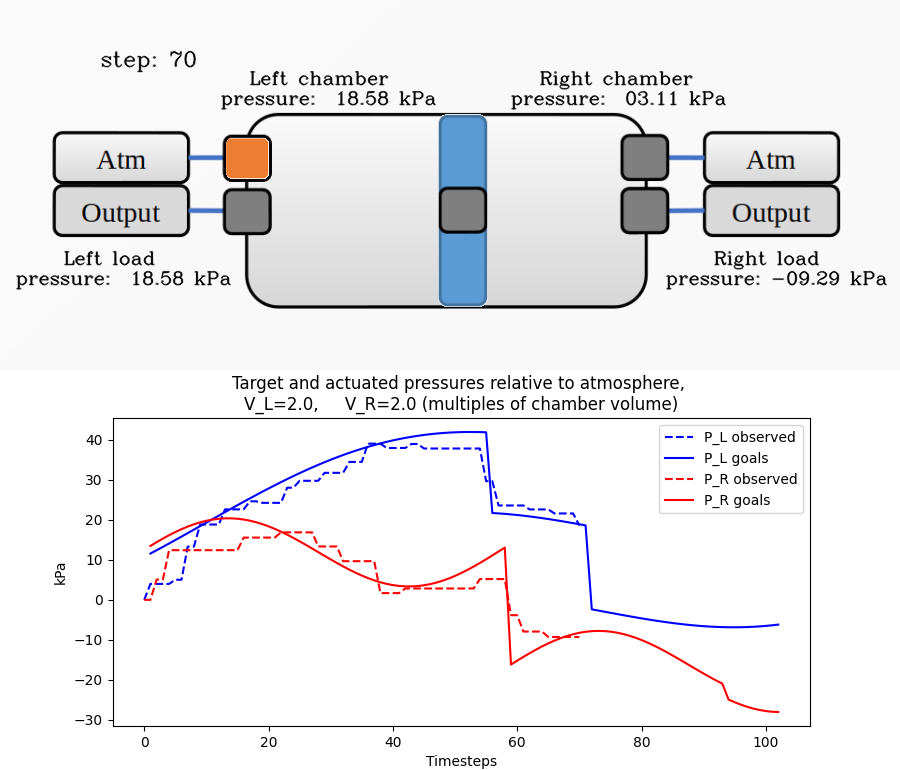 step: 70
Left chamber
pressure: 18.58 kPa
Right chamber
pressure: 03.11 kPa
Atm
Output
Atm
Output
Left load
pressure: 18.58 kPa
Right load
pressure: −09.29 kPa
Target and actuated pressures relative to atmosphere,
V_L=2.0, V_R=2.0 (multiples of chamber volume)
P_L observed
P_L goals
P_R observed
P_R goals
kPa
40
30
20
10
0
−10
−20
−30
0 20 40 60 80 100
Timesteps